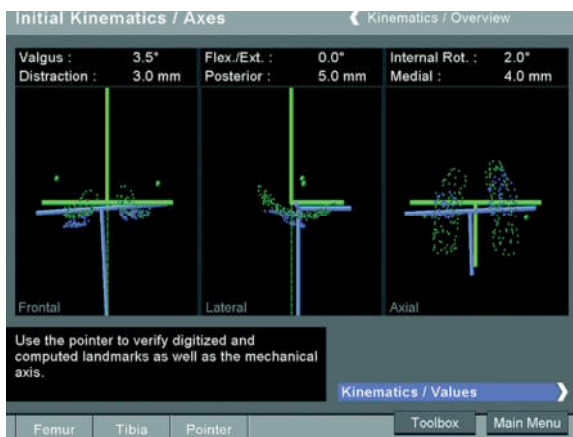 Initial Kinematics / Axes
❮ Kinematics / Overview
Valgus : 3.5°
Distraction : 3.0 mm
Flex./Ext. : 0.0°
Posterior : 5.0 mm
Internal Rot. : 2.0°
Medial : 4.0 mm
Frontal
Lateral
Axial
Use the pointer to verify digitized and
computed landmarks as well as the mechanical
axis.
Kinematics / Values ❯
Femur Tibia Pointer Toolbox Main Menu